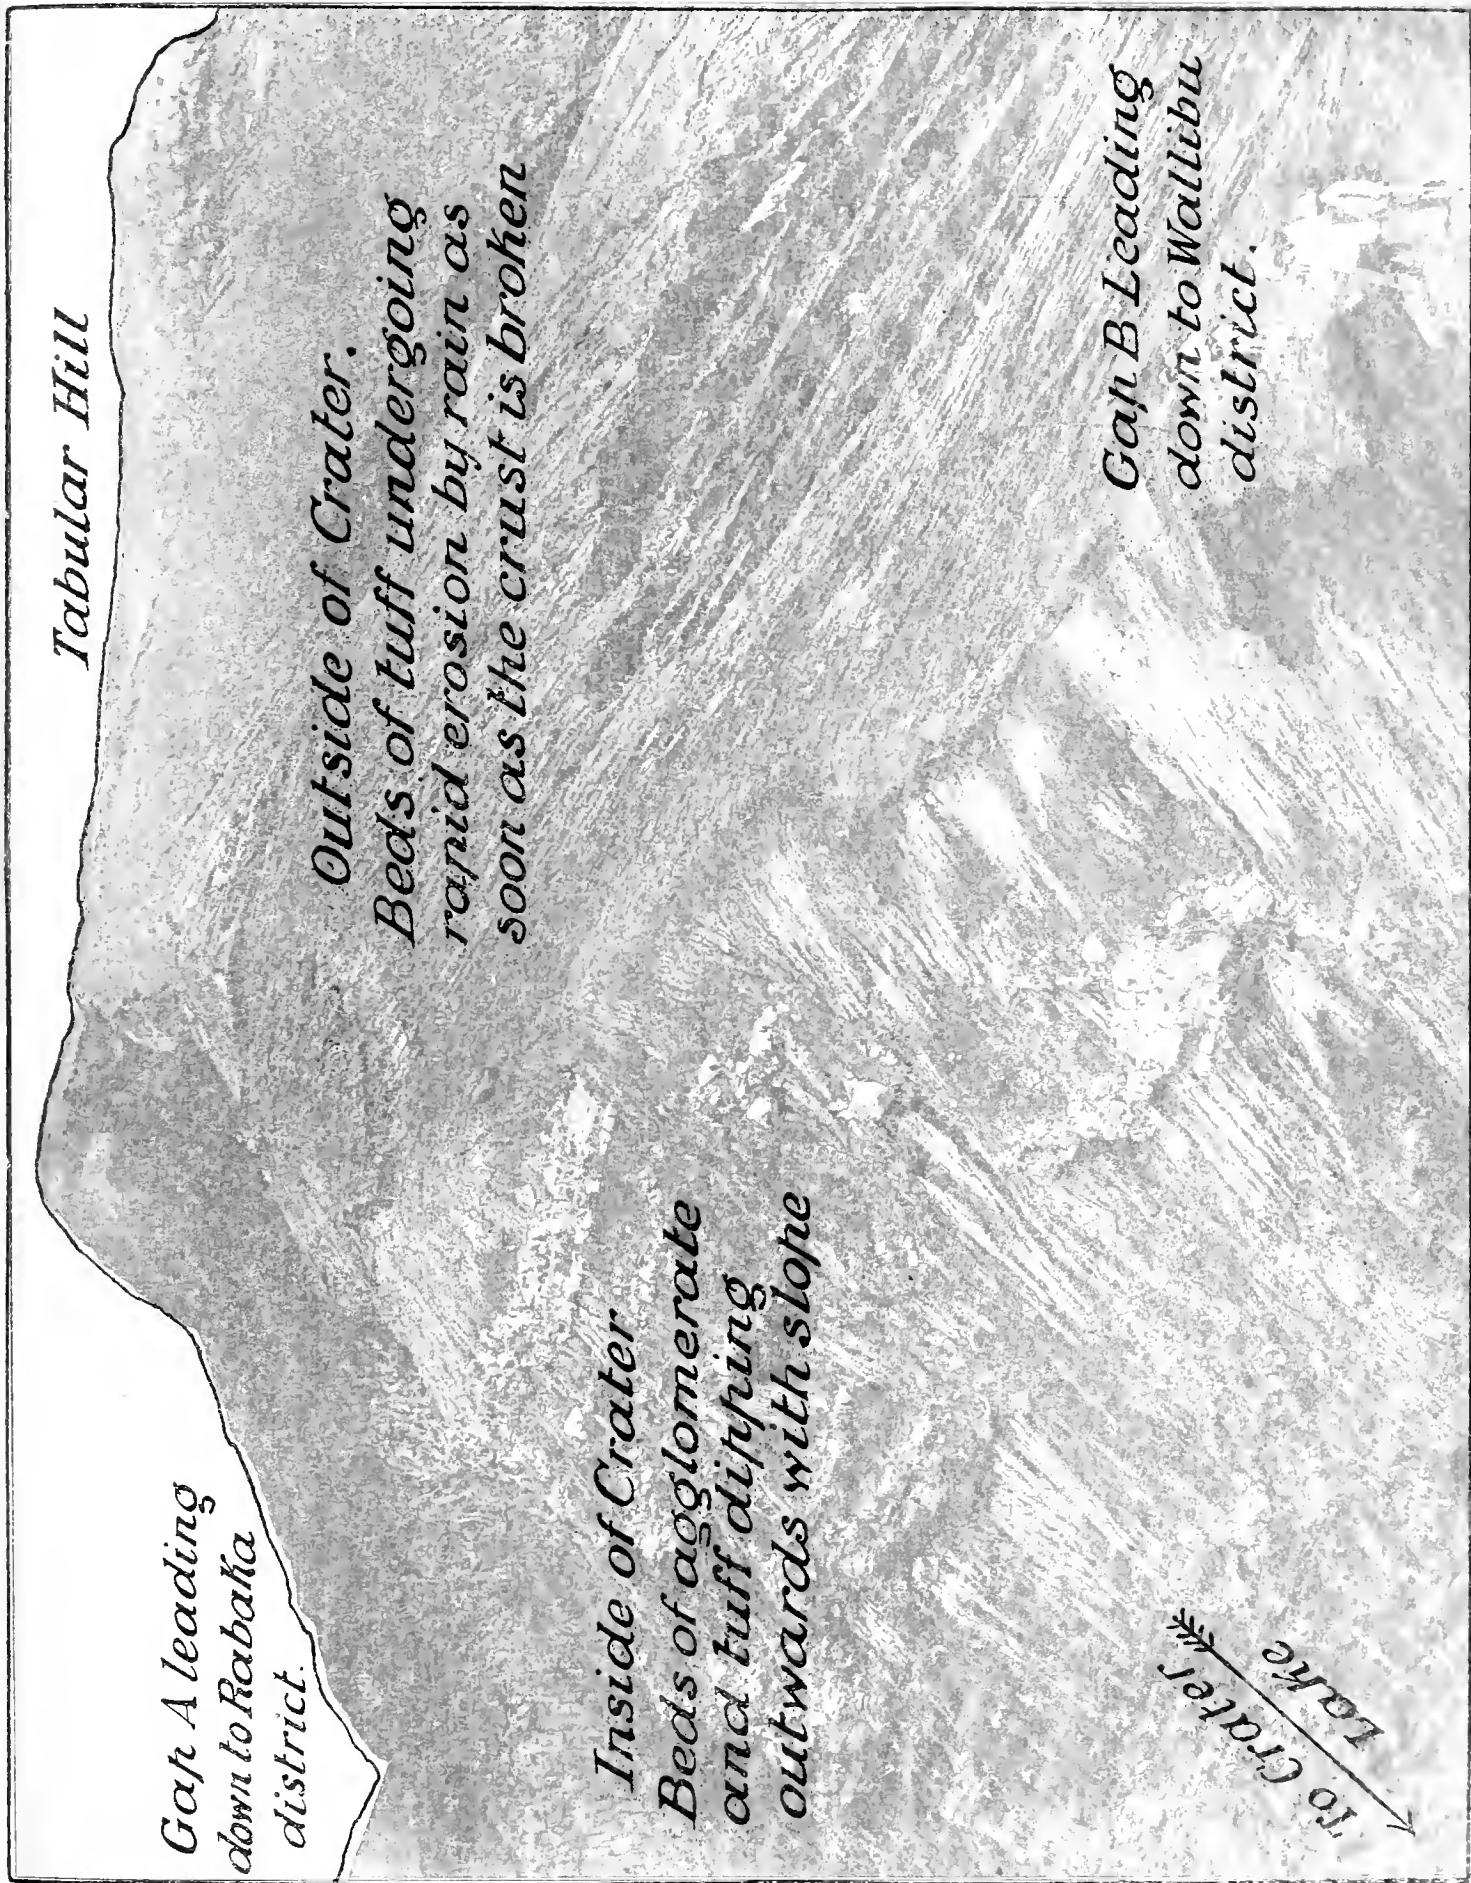 Tabular Hill
Gap A leading
down to Rabaka
district.
Outside of Crater.
Beds of tuff undergoing
rapid erosion by rain as
soon as the crust is broken
Inside of Crater
Beds of agglomerate
and tuff dipping
outwards with slope
Gap B Leading
down to Wallibu
district.
To Crater
Lake